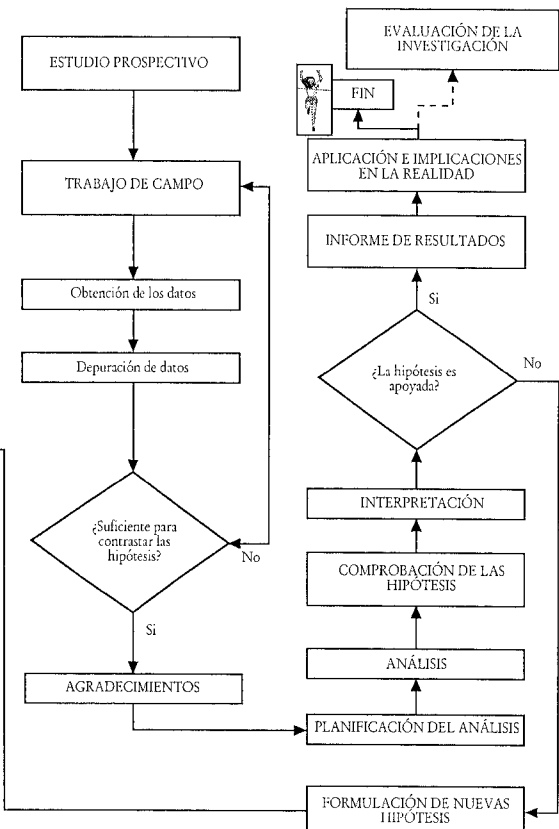 ESTUDIO PROSPECTIVO
TRABAJO DE CAMPO
Obtención de los datos
Depuración de datos
¿Suficiente para
contrastar las
hipótesis?
No
Si
AGRADECIMIENTOS
PLANIFICACIÓN DEL ANÁLISIS
ANÁLISIS
COMPROBACIÓN DE LAS
HIPÓTESIS
INTERPRETACIÓN
¿La hipótesis es
apoyada?
No
Si
INFORME DE RESULTADOS
APLICACIÓN E IMPLICACIONES
EN LA REALIDAD
FIN
EVALUACIÓN DE LA
INVESTIGACIÓN
FORMULACIÓN DE NUEVAS
HIPÓTESIS